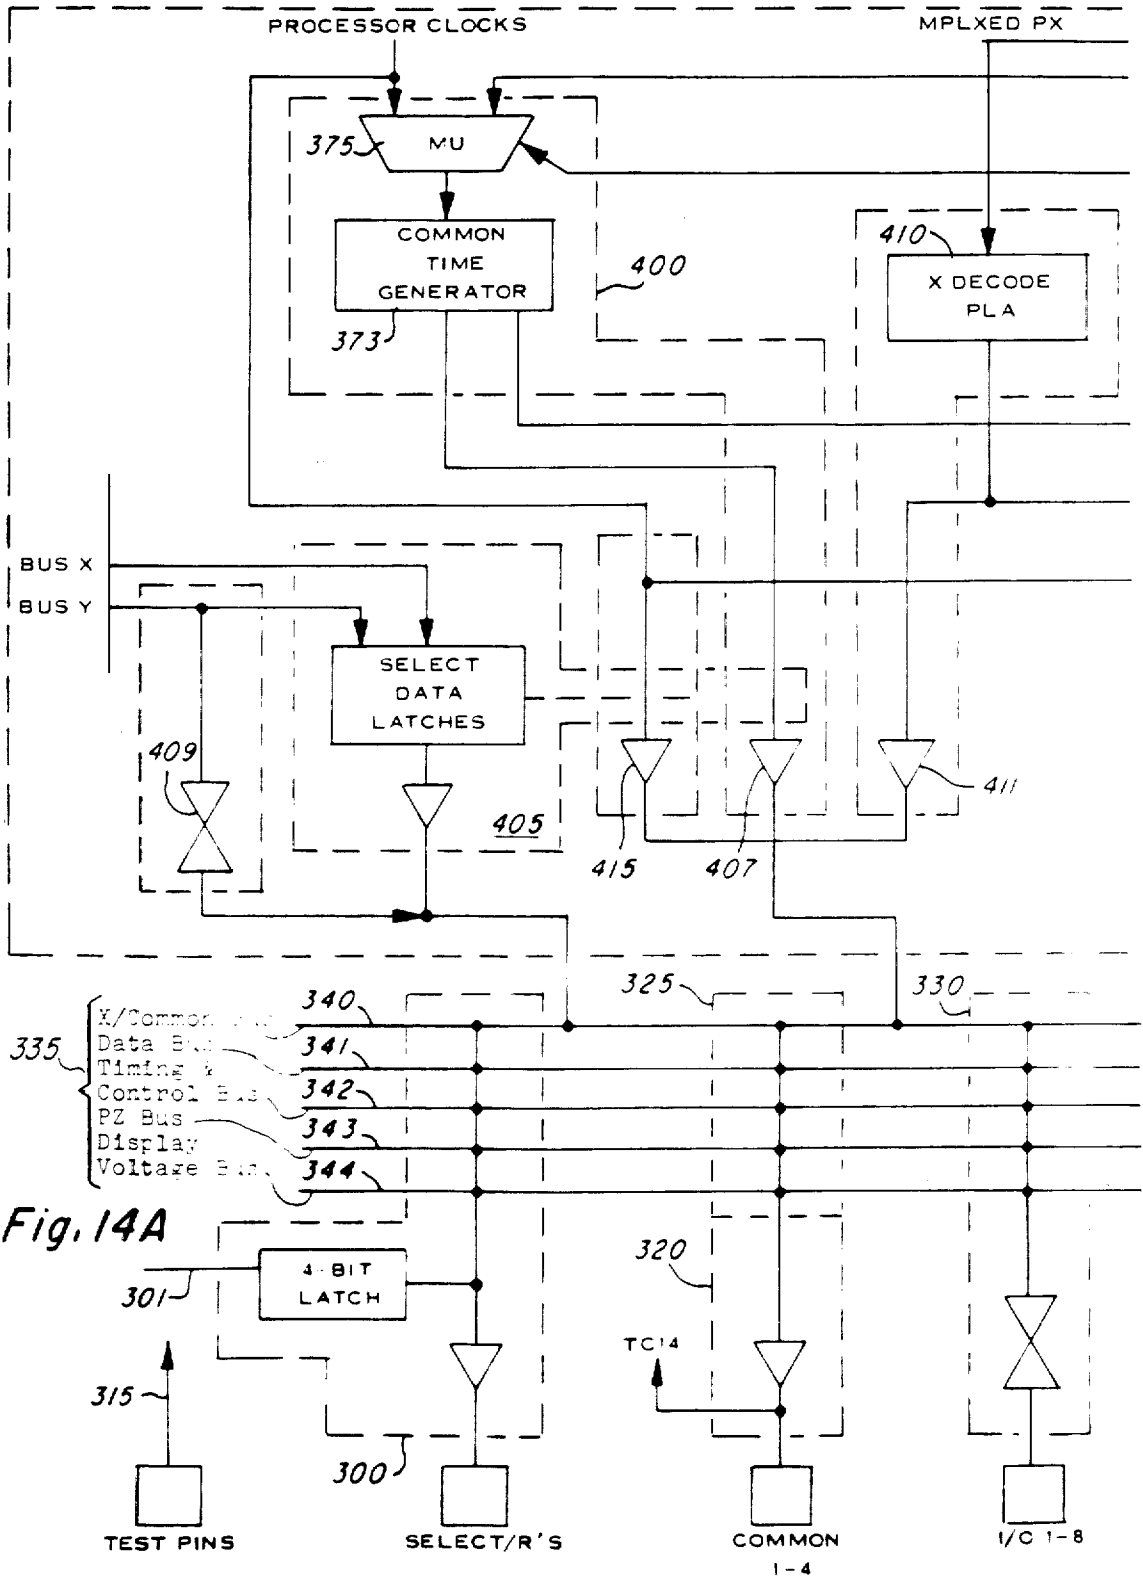 PROCESSOR CLOCKS
MPLXED PX
375
MU
410
COMMON
TIME
GENERATOR
400
X DECODE
PLA
373
BUS X
BUS Y
SELECT
DATA
LATCHES
409
405
415
407
411
340
325
330
335
X/Common
Data Bus
341
Timing &
Control Bus
342
PZ Bus
343
Display
Voltage Bus
344
Fig. 14A
301
4-BIT
LATCH
320
TC14
315
300
TEST PINS
SELECT/R'S
COMMON
1-4
I/O 1-8